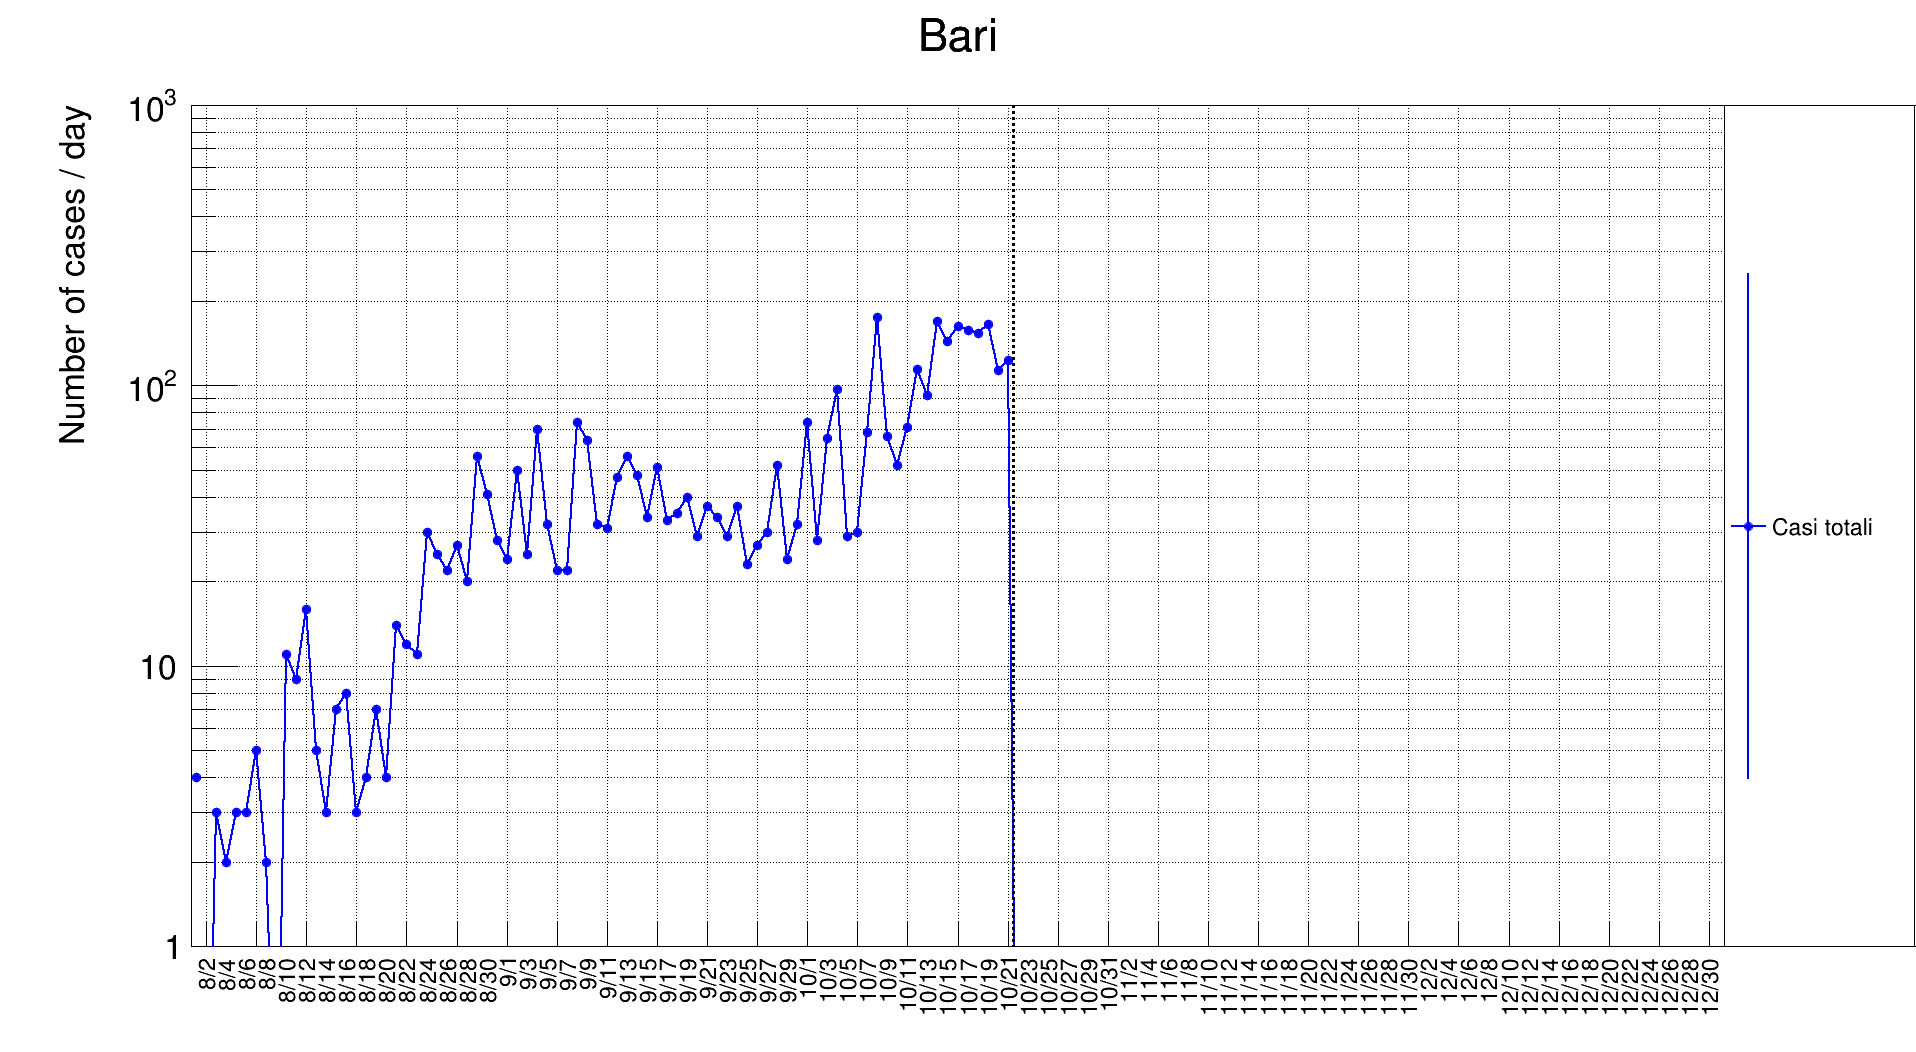 Bari
Number of cases / day
10³
10²
10
1
8/2 8/4 8/6 8/8 8/10 8/12 8/14 8/16 8/18 8/20 8/22 8/24 8/26 8/28 8/30 9/1 9/3 9/5 9/7 9/9 9/11 9/13 9/15 9/17 9/19 9/21 9/23 9/25 9/27 9/29 10/1 10/3 10/5 10/7 10/9 10/11 10/13 10/15 10/17 10/19 10/21 10/23 10/25 10/27 10/29 10/31 11/2 11/4 11/6 11/8 11/10 11/12 11/14 11/16 11/18 11/20 11/22 11/24 11/26 11/28 11/30 12/2 12/4 12/6 12/8 12/10 12/12 12/14 12/16 12/18 12/20 12/22 12/24 12/26 12/28 12/30
Casi totali